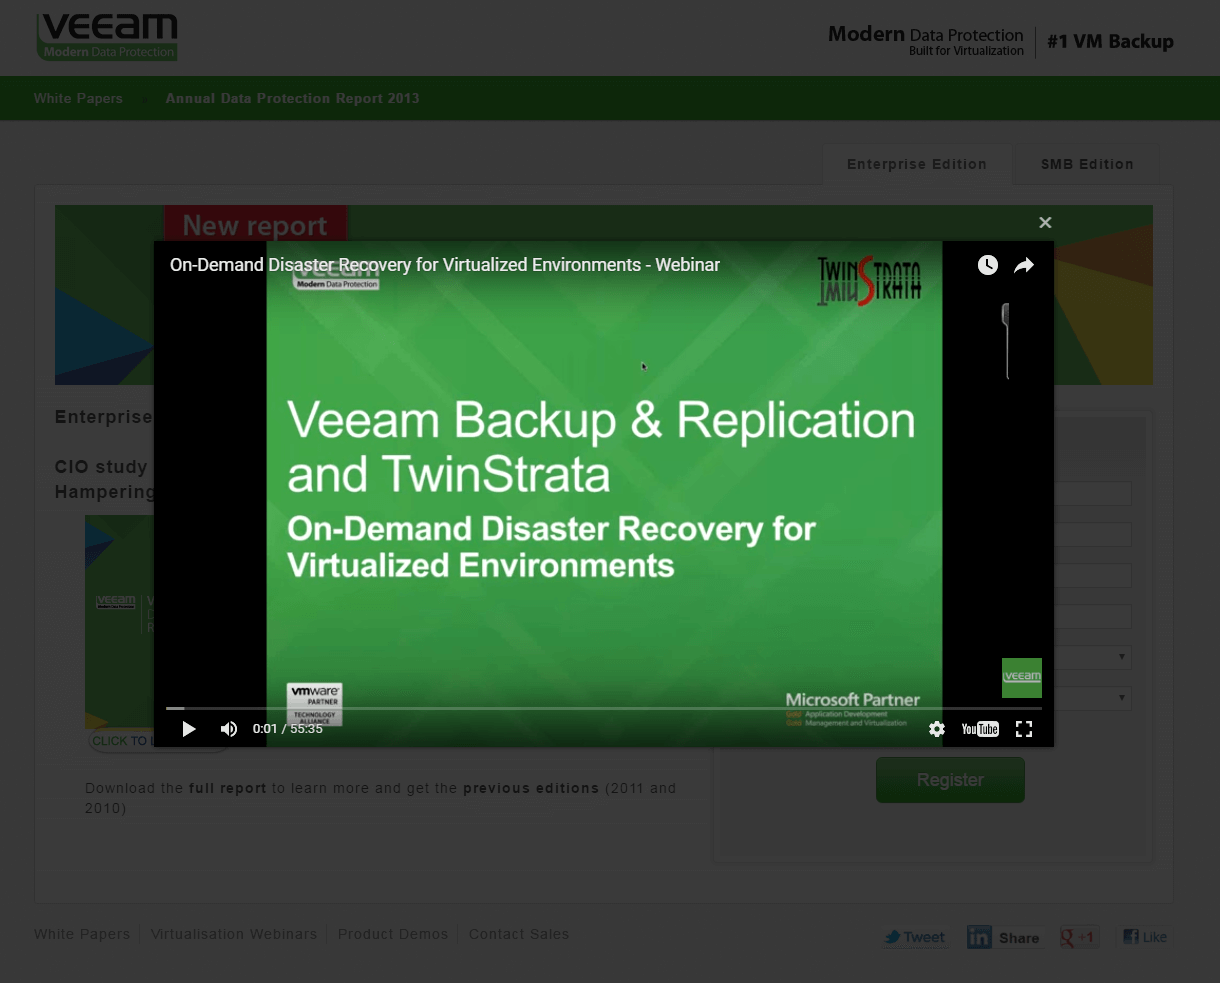 veeam
Modern Data Protection
Modern Data Protection
Built for Virtualization
#1 VM Backup
White Papers
Annual Data Protection Report 2013
Enterprise Edition
SMB Edition
New report
On-Demand Disaster Recovery for Virtualized Environments - Webinar
veeam
Modern Data Protection
TwinStrata
Enterprise
Veeam Backup & Replication
and TwinStrata
CIO study
Hampering
On-Demand Disaster Recovery for
Virtualized Environments
veeam
veeam
vmware
PARTNER
TECHNOLOGY
ALLIANCE
Microsoft Partner
Gold Application Development
Gold Management and Virtualization
0:01 / 55:35
YouTube
CLICK TO
Register
Download the full report to learn more and get the previous editions (2011 and
2010)
White Papers
Virtualisation Webinars
Product Demos
Contact Sales
Tweet
in Share
g +1
f Like